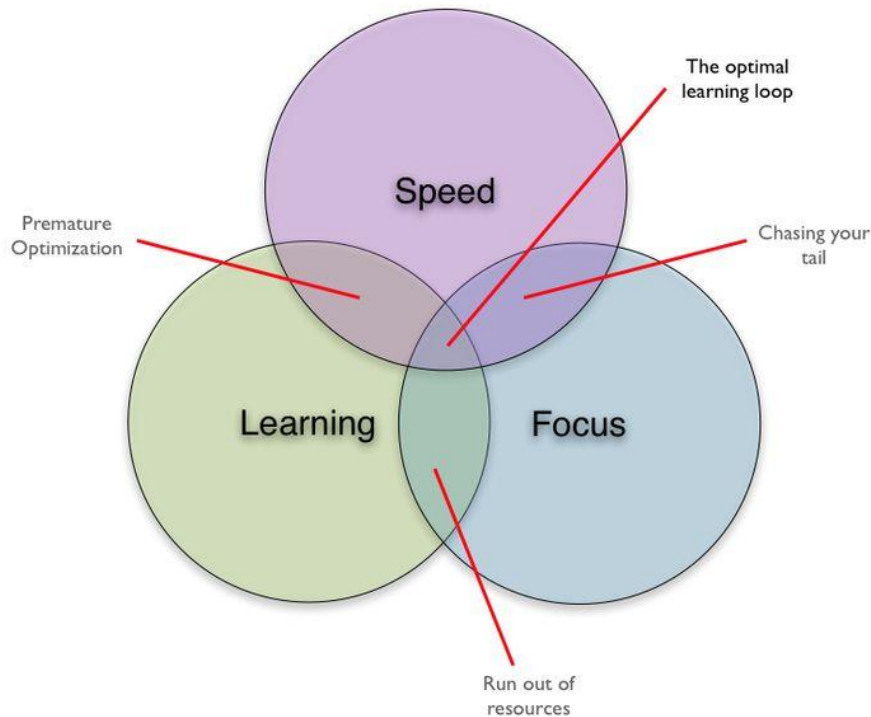 The optimal
learning loop
Speed
Premature
Optimization
Chasing your
tail
Learning
Focus
Run out of
resources